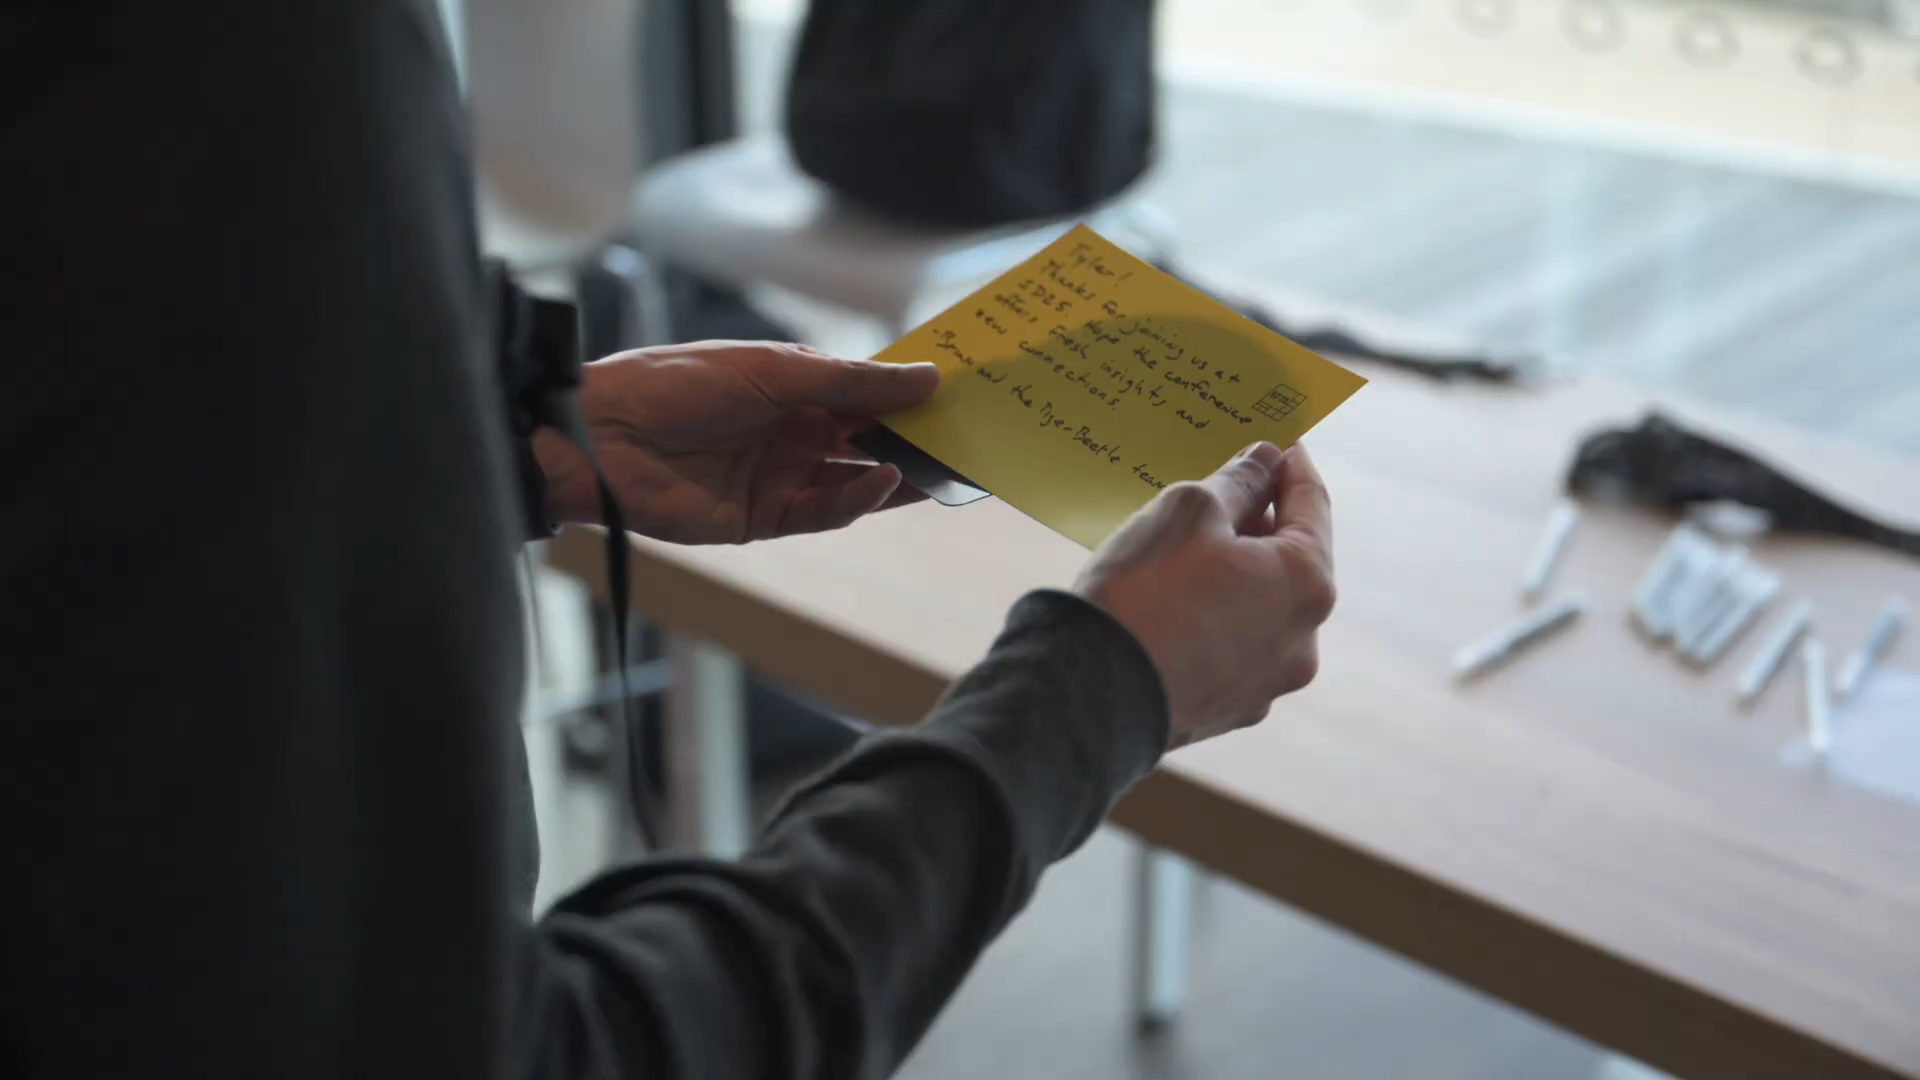 Tyler!
Thanks for joining us at
SD25. Hope the conference
offers fresh insights and
new connections.
-Bram and the Tiger-Beetle team